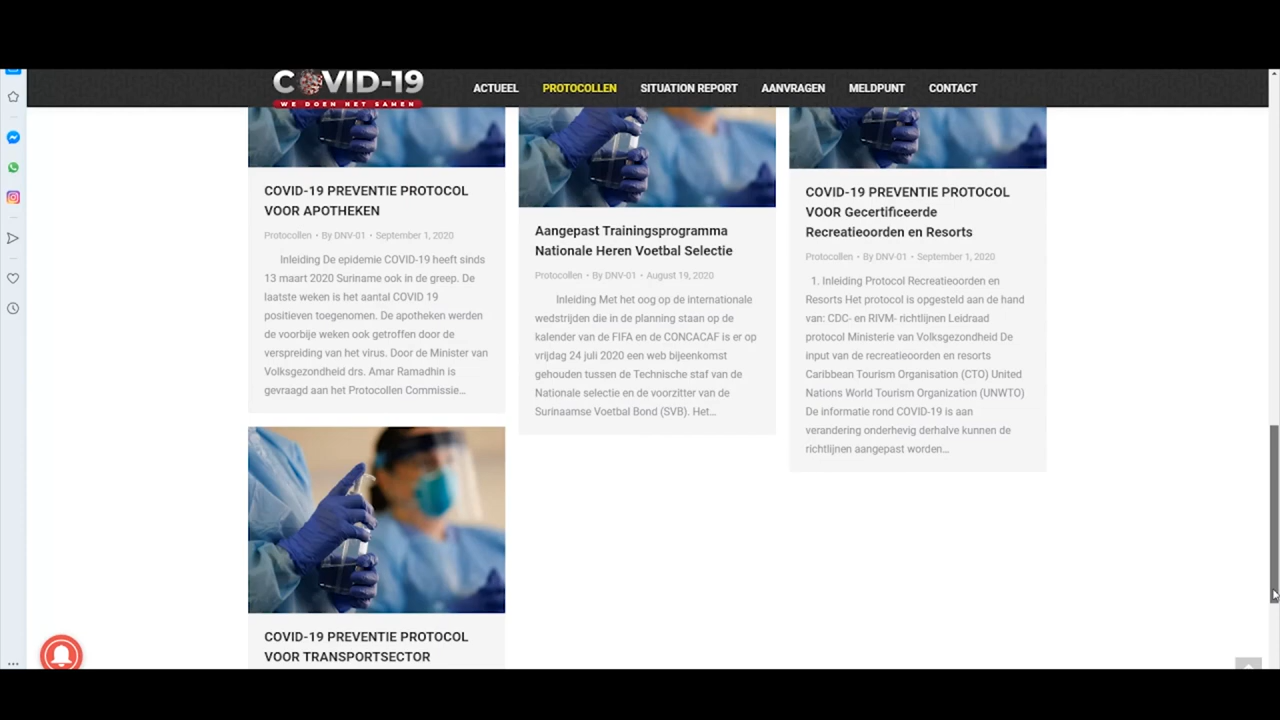 COVID-19
WE DOEN HET SAMEN
ACTUEEL
PROTOCOLLEN
SITUATION REPORT
AANVRAGEN
MELDPUNT
CONTACT
COVID-19 PREVENTIE PROTOCOL
VOOR APOTHEKEN
Protocollen • By DNV-01 • September 1, 2020
Inleiding De epidemie COVID-19 heeft sinds
13 maart 2020 Suriname ook in de greep. De
laatste weken is het aantal COVID 19
positieven toegenomen. De apotheken werden
de voorbije weken ook getroffen door de
verspreiding van het virus. Door de Minister van
Volksgezondheid drs. Amar Ramadhin is
gevraagd aan het Protocollen Commissie…
Aangepast Trainingsprogramma
Nationale Heren Voetbal Selectie
Protocollen • By DNV-01 • August 19, 2020
Inleiding Met het oog op de internationale
wedstrijden die in de planning staan op de
kalender van de FIFA en de CONCACAF is er op
vrijdag 24 juli 2020 een web bijeenkomst
gehouden tussen de Technische staf van de
Nationale selectie en de voorzitter van de
Surinaamse Voetbal Bond (SVB). Het…
COVID-19 PREVENTIE PROTOCOL
VOOR Gecertificeerde
Recreatieoorden en Resorts
Protocollen • By DNV-01 • September 1, 2020
1. Inleiding Protocol Recreatieoorden en
Resorts Het protocol is opgesteld aan de hand
van: CDC- en RIVM- richtlijnen Leidraad
protocol Ministerie van Volksgezondheid De
input van de recreatieoorden en resorts
Caribbean Tourism Organisation (CTO) United
Nations World Tourism Organization (UNWTO)
De informatie rond COVID-19 is aan
verandering onderhevig derhalve kunnen de
richtlijnen aangepast worden…
COVID-19 PREVENTIE PROTOCOL
VOOR TRANSPORTSECTOR